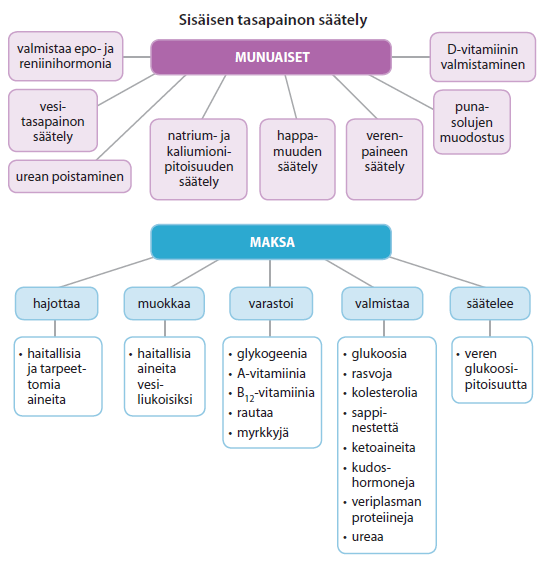 Sisäisen tasapainon säätely
valmistaa epo- ja
reniinihormonia
MUNUAISET
D-vitamiinin
valmistaminen
vesi-
tasapainon
säätely
puna-
solujen
muodostus
urean poistaminen
natrium- ja
kaliumioni-
pitoisuuden
säätely
happa-
muuden
säätely
veren-
paineen
säätely
MAKSA
hajottaa
muokkaa
varastoi
valmistaa
säätelee
• haitallisia
ja tarpeet-
tomia
aineita
• haitallisia
aineita
vesi-
liukoisiksi
• glykogeenia
• A-vitamiinia
• B12-vitamiinia
• rautaa
• myrkkyjä
• glukoosia
• rasvoja
• kolesterolia
• sappi-
nestettä
• ketoaineita
• kudos-
hormoneja
• veriplasman
proteiineja
• ureaa
• veren
glukoosi-
pitoisuutta